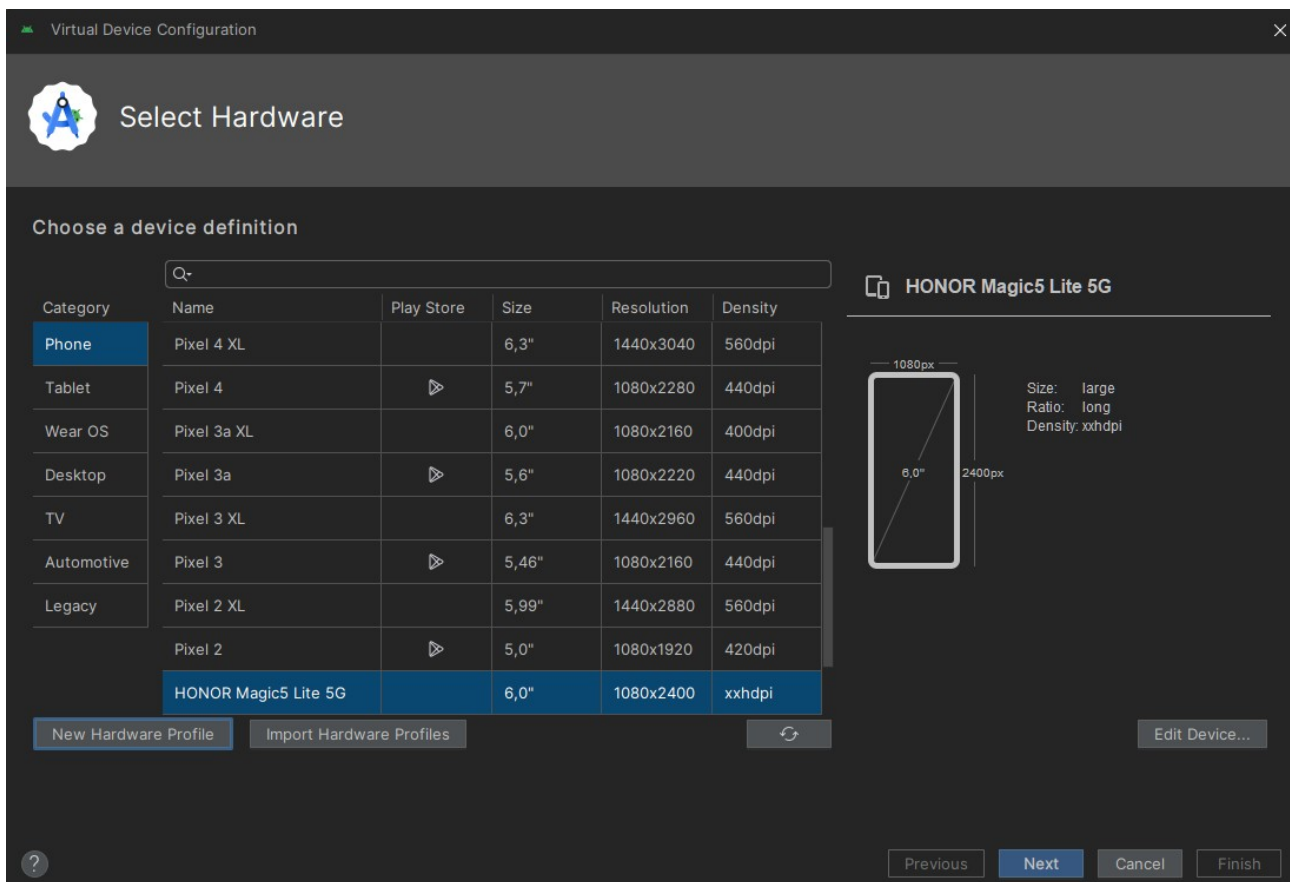 Virtual Device Configuration
Select Hardware
Choose a device definition
Category Name Play Store Size Resolution Density
Phone Pixel 4 XL 6,3" 1440x3040 560dpi
Tablet Pixel 4 5,7" 1080x2280 440dpi
Wear OS Pixel 3a XL 6,0" 1080x2160 400dpi
Desktop Pixel 3a 5,6" 1080x2220 440dpi
TV Pixel 3 XL 6,3" 1440x2960 560dpi
Automotive Pixel 3 5,46" 1080x2160 440dpi
Legacy Pixel 2 XL 5,99" 1440x2880 560dpi
Pixel 2 5,0" 1080x1920 420dpi
HONOR Magic5 Lite 5G 6,0" 1080x2400 xxhdpi
New Hardware Profile Import Hardware Profiles
HONOR Magic5 Lite 5G
1080px
6,0" 2400px
Size: large
Ratio: long
Density: xxhdpi
Edit Device...
? Previous Next Cancel Finish